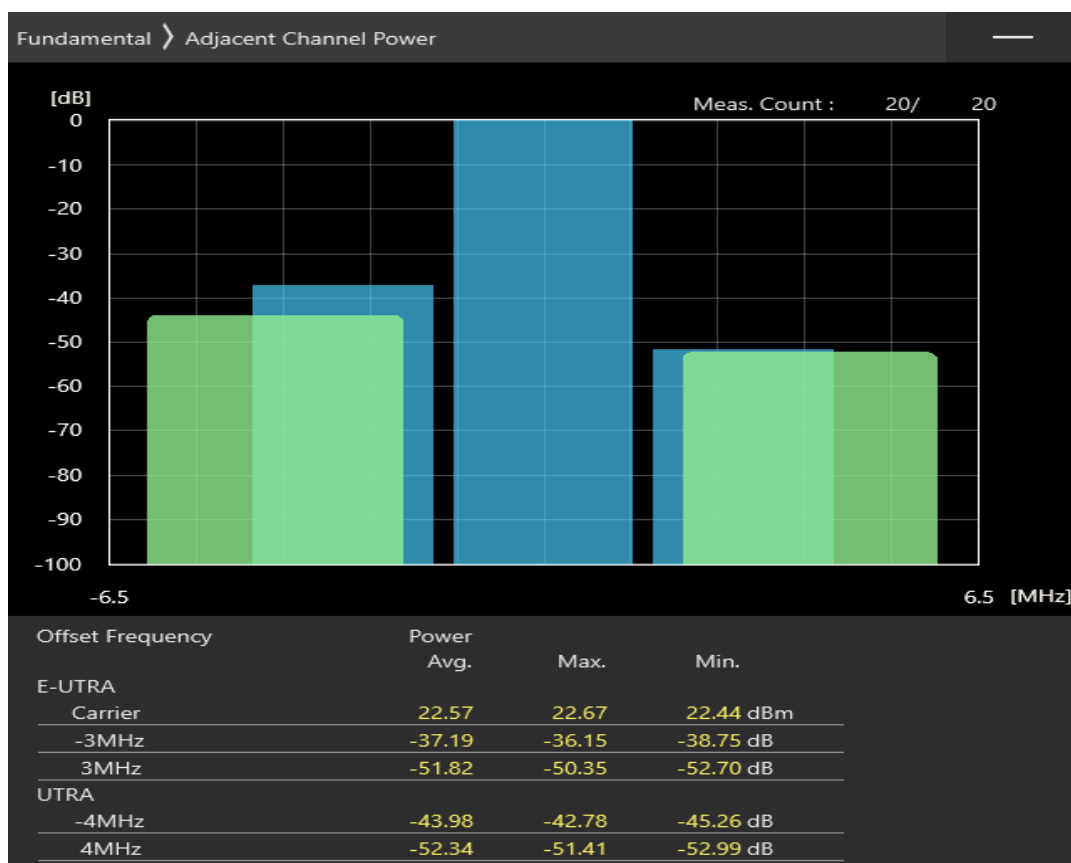 Fundamental 〉 Adjacent Channel Power
[dB]
Meas. Count : 20/ 20
0
-10
-20
-30
-40
-50
-60
-70
-80
-90
-100
-6.5 6.5 [MHz]
Offset Frequency Power
Avg. Max. Min.
E-UTRA
Carrier 22.57 22.67 22.44 dBm
-3MHz -37.19 -36.15 -38.75 dB
3MHz -51.82 -50.35 -52.70 dB
UTRA
-4MHz -43.98 -42.78 -45.26 dB
4MHz -52.34 -51.41 -52.99 dB